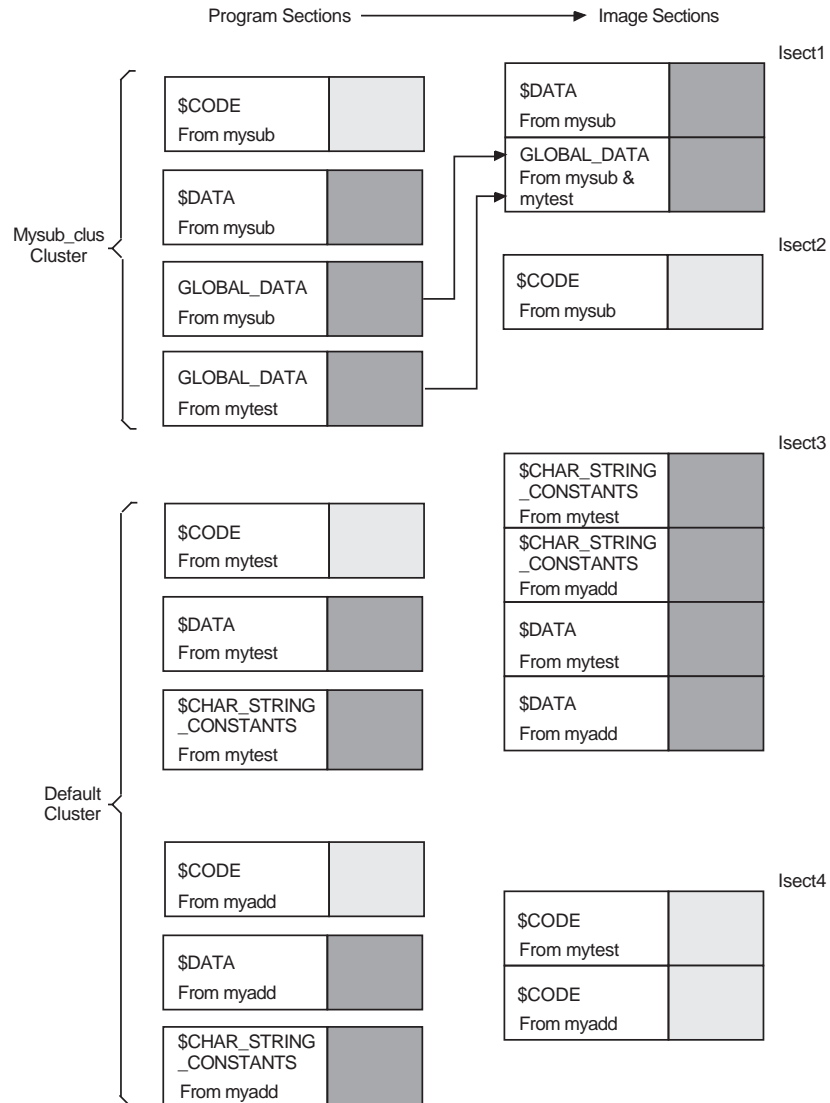 Program Sections
Image Sections
Mysub_clus
Cluster
$CODE
From mysub
$DATA
From mysub
GLOBAL_DATA
From mysub
GLOBAL_DATA
From mytest
Isect1
$DATA
From mysub
GLOBAL_DATA
From mysub &
mytest
Isect2
$CODE
From mysub
Default
Cluster
$CODE
From mytest
$DATA
From mytest
$CHAR_STRING
_CONSTANTS
From mytest
$CODE
From myadd
$DATA
From myadd
$CHAR_STRING
_CONSTANTS
From myadd
Isect3
$CHAR_STRING
_CONSTANTS
From mytest
$CHAR_STRING
_CONSTANTS
From myadd
$DATA
From mytest
$DATA
From myadd
Isect4
$CODE
From mytest
$CODE
From myadd